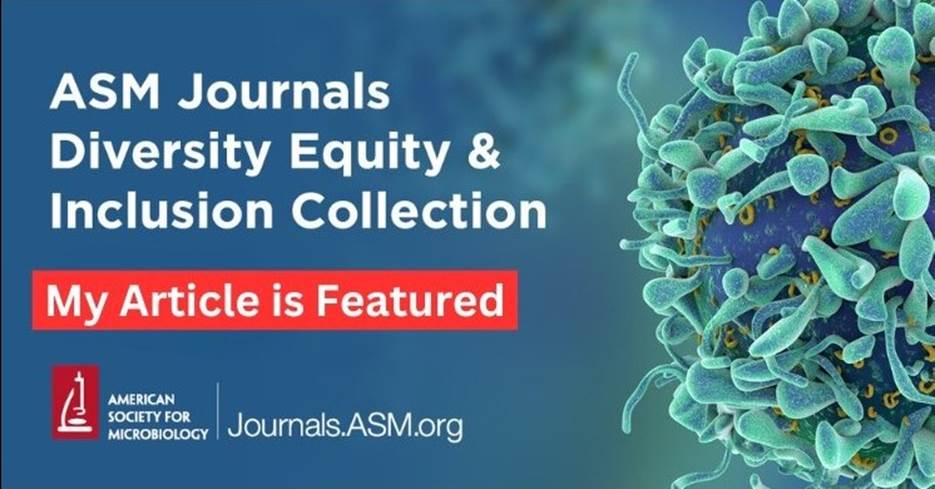 ASM Journals
Diversity Equity &
Inclusion Collection
My Article is Featured
AMERICAN
SOCIETY FOR
MICROBIOLOGY
Journals.ASM.org